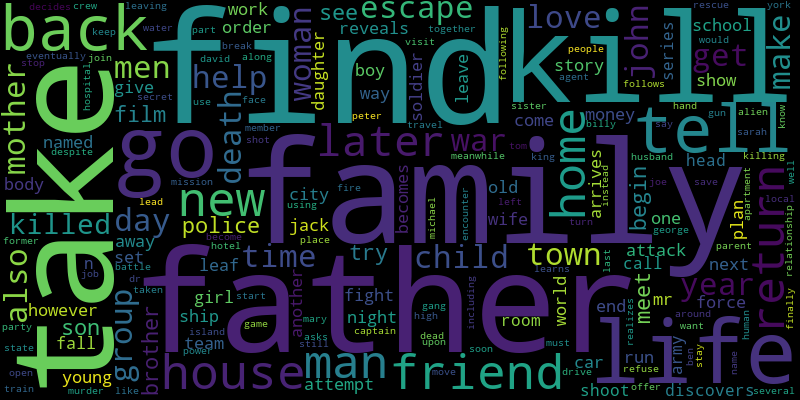 decides
crew
leaving
back
find
kill
work
order
see
escape
reveals
woman
love
john
rescue
york
school
would
make
keep
water
part
break
david
along
visit
together
following
people
agent
series
get
eventually
join
stop
men
give
film
hospital
secret
use
face
help
daughter
boy
way
soldier
leave
story
show
follows
hand
gun
alien
know
take
mother
named
despite
body
go
death
member
shot
peter
travel
later
war
meanwhile
tom
sister
come
money
billy
say
sarah
tell
king
home
husband
head
killing
mission
lead
new
family
city
using
fire
becomes
michael
encounter
old
wife
left
arrives
instead
begin
joe
save
apartment
well
local
relationship
return
killed
day
police
jack
place
become
hotel
turn
one
george
parent
plan
former
also
away
set
battle
time
father
try
child
learns
town
last
attack
call
next
year
n
job
dr
taken
leaf
another
girl
start
fight
world
end
realizes
meet
mr
force
however
son
group
ship
island
mary
night
high
gang
including
room
army
want
around
human
finally
party
fall
brother
team
game
asks
captain
dead
upon
must
car
run
ben
stay
name
state
power
still
soon
young
house
man
friend
life
open
train
murder
like
attempt
move
drive
shoot
offer
refuse
discovers
several